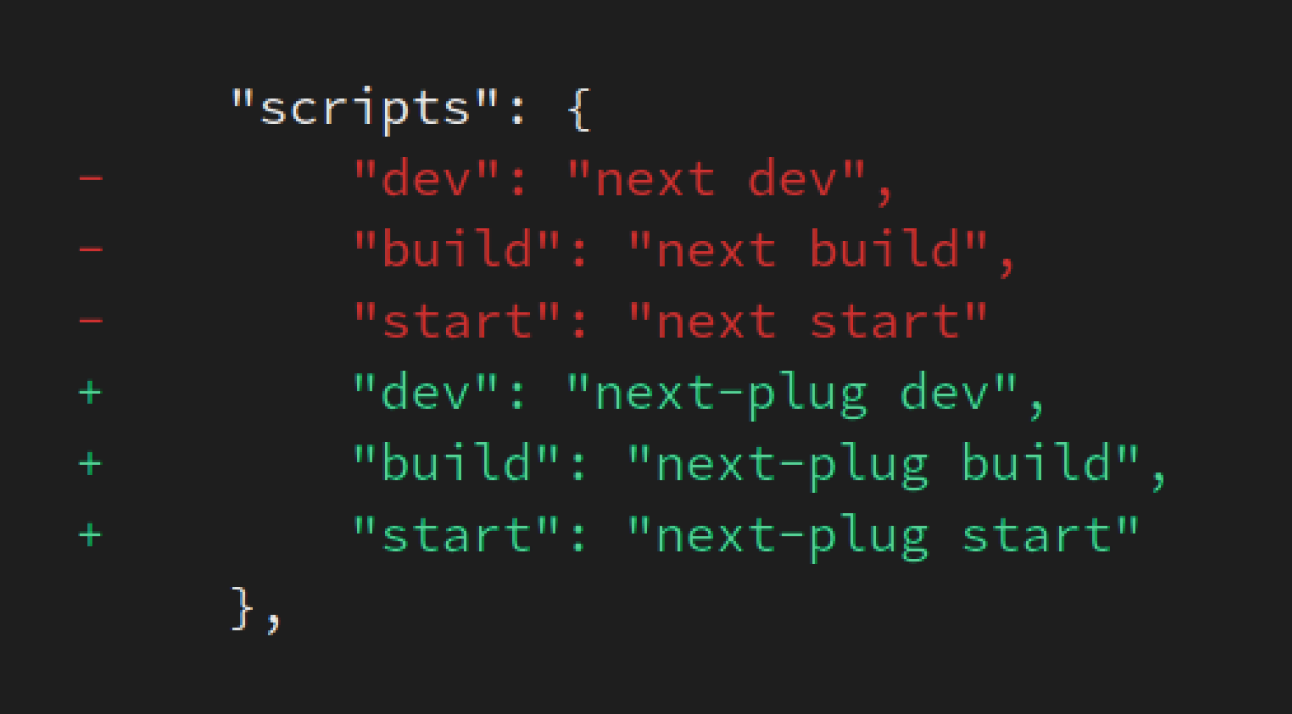 "scripts": {
-        "dev": "next dev",
-        "build": "next build",
-        "start": "next start"
+        "dev": "next-plug dev",
+        "build": "next-plug build",
+        "start": "next-plug start"
},